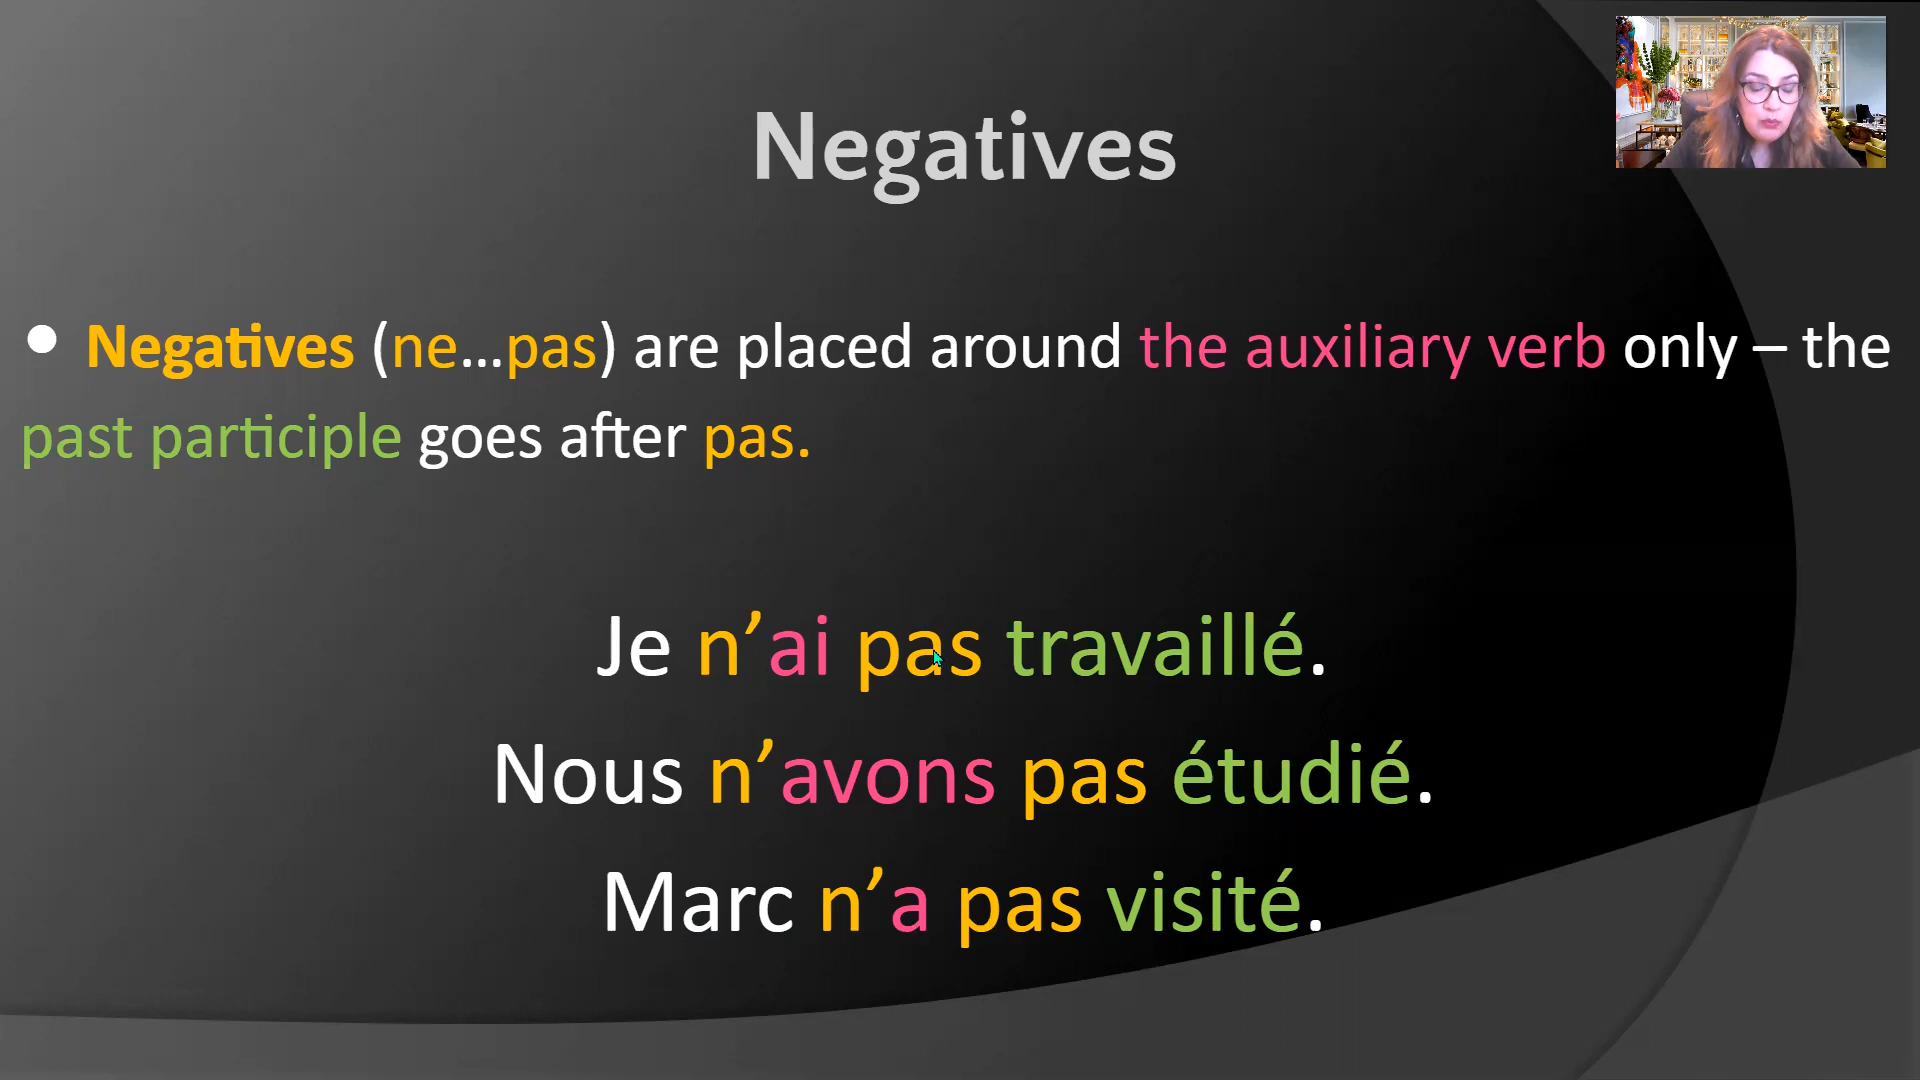 Negatives
• Negatives (ne...pas) are placed around the auxiliary verb only – the
past participle goes after pas.
Je n’ai pas travaillé.
Nous n’avons pas étudié.
Marc n’a pas visité.